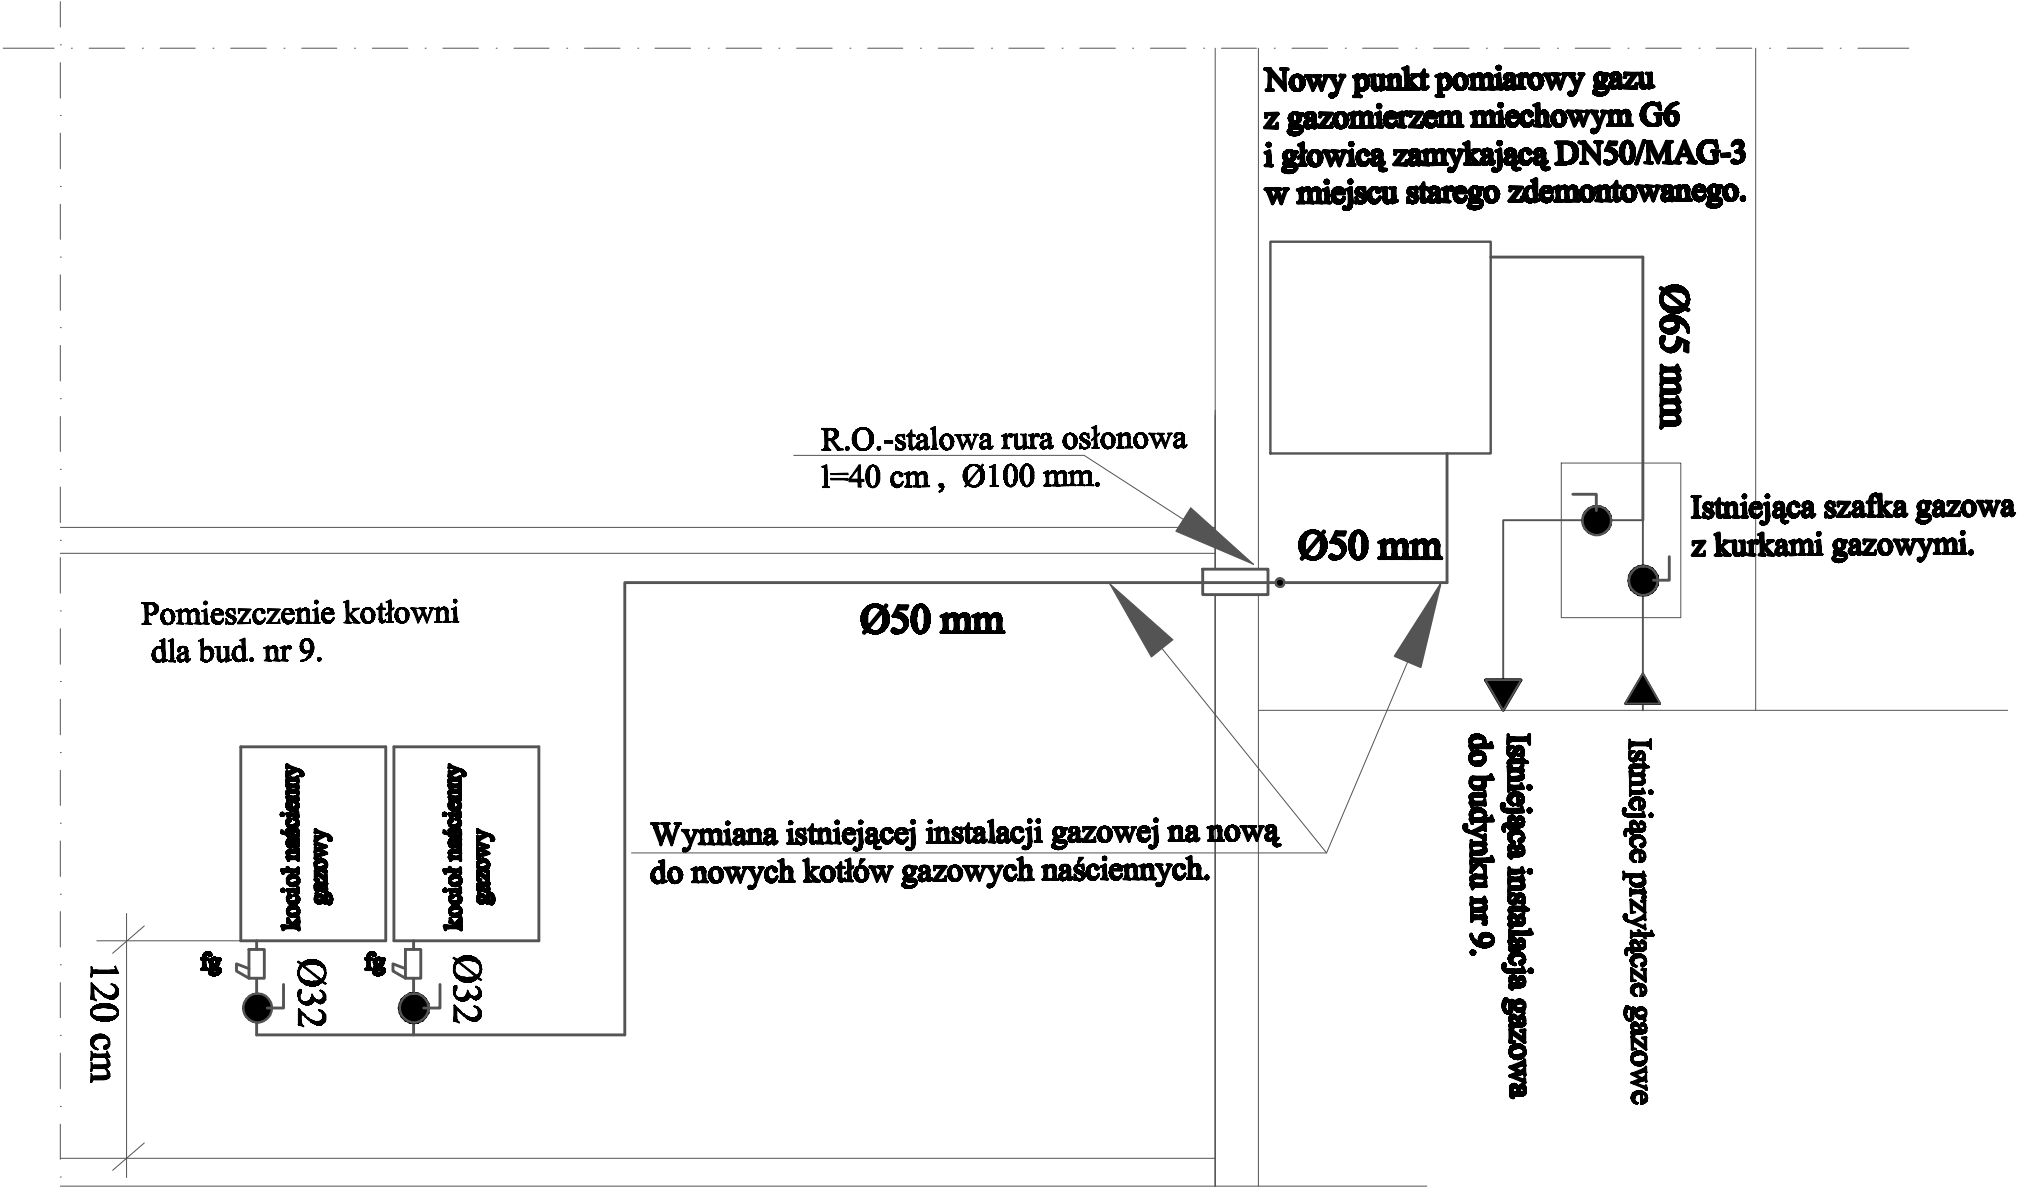 Nowy punkt pomiarowy gazu
z gazomierzem miechowym G6
i głowicą zamykającą DN50/MAG-3
w miejscu starego zdemontowanego.
Ø65 mm
R.O.-stalowa rura osłonowa
l=40 cm , Ø100 mm.
Istniejąca szafka gazowa
z kurkami gazowymi.
Ø50 mm
Ø50 mm
Pomieszczenie kotłowni
dla bud. nr 9.
kocioł naścienny
gazowy
kocioł naścienny
gazowy
Wymiana istniejącej instalacji gazowej na nową
do nowych kotłów gazowych naściennych.
Istniejąca instalacja gazowa
do budynku nr 9.
Istniejące przyłącze gazowe
fg
Ø32
fg
Ø32
120 cm